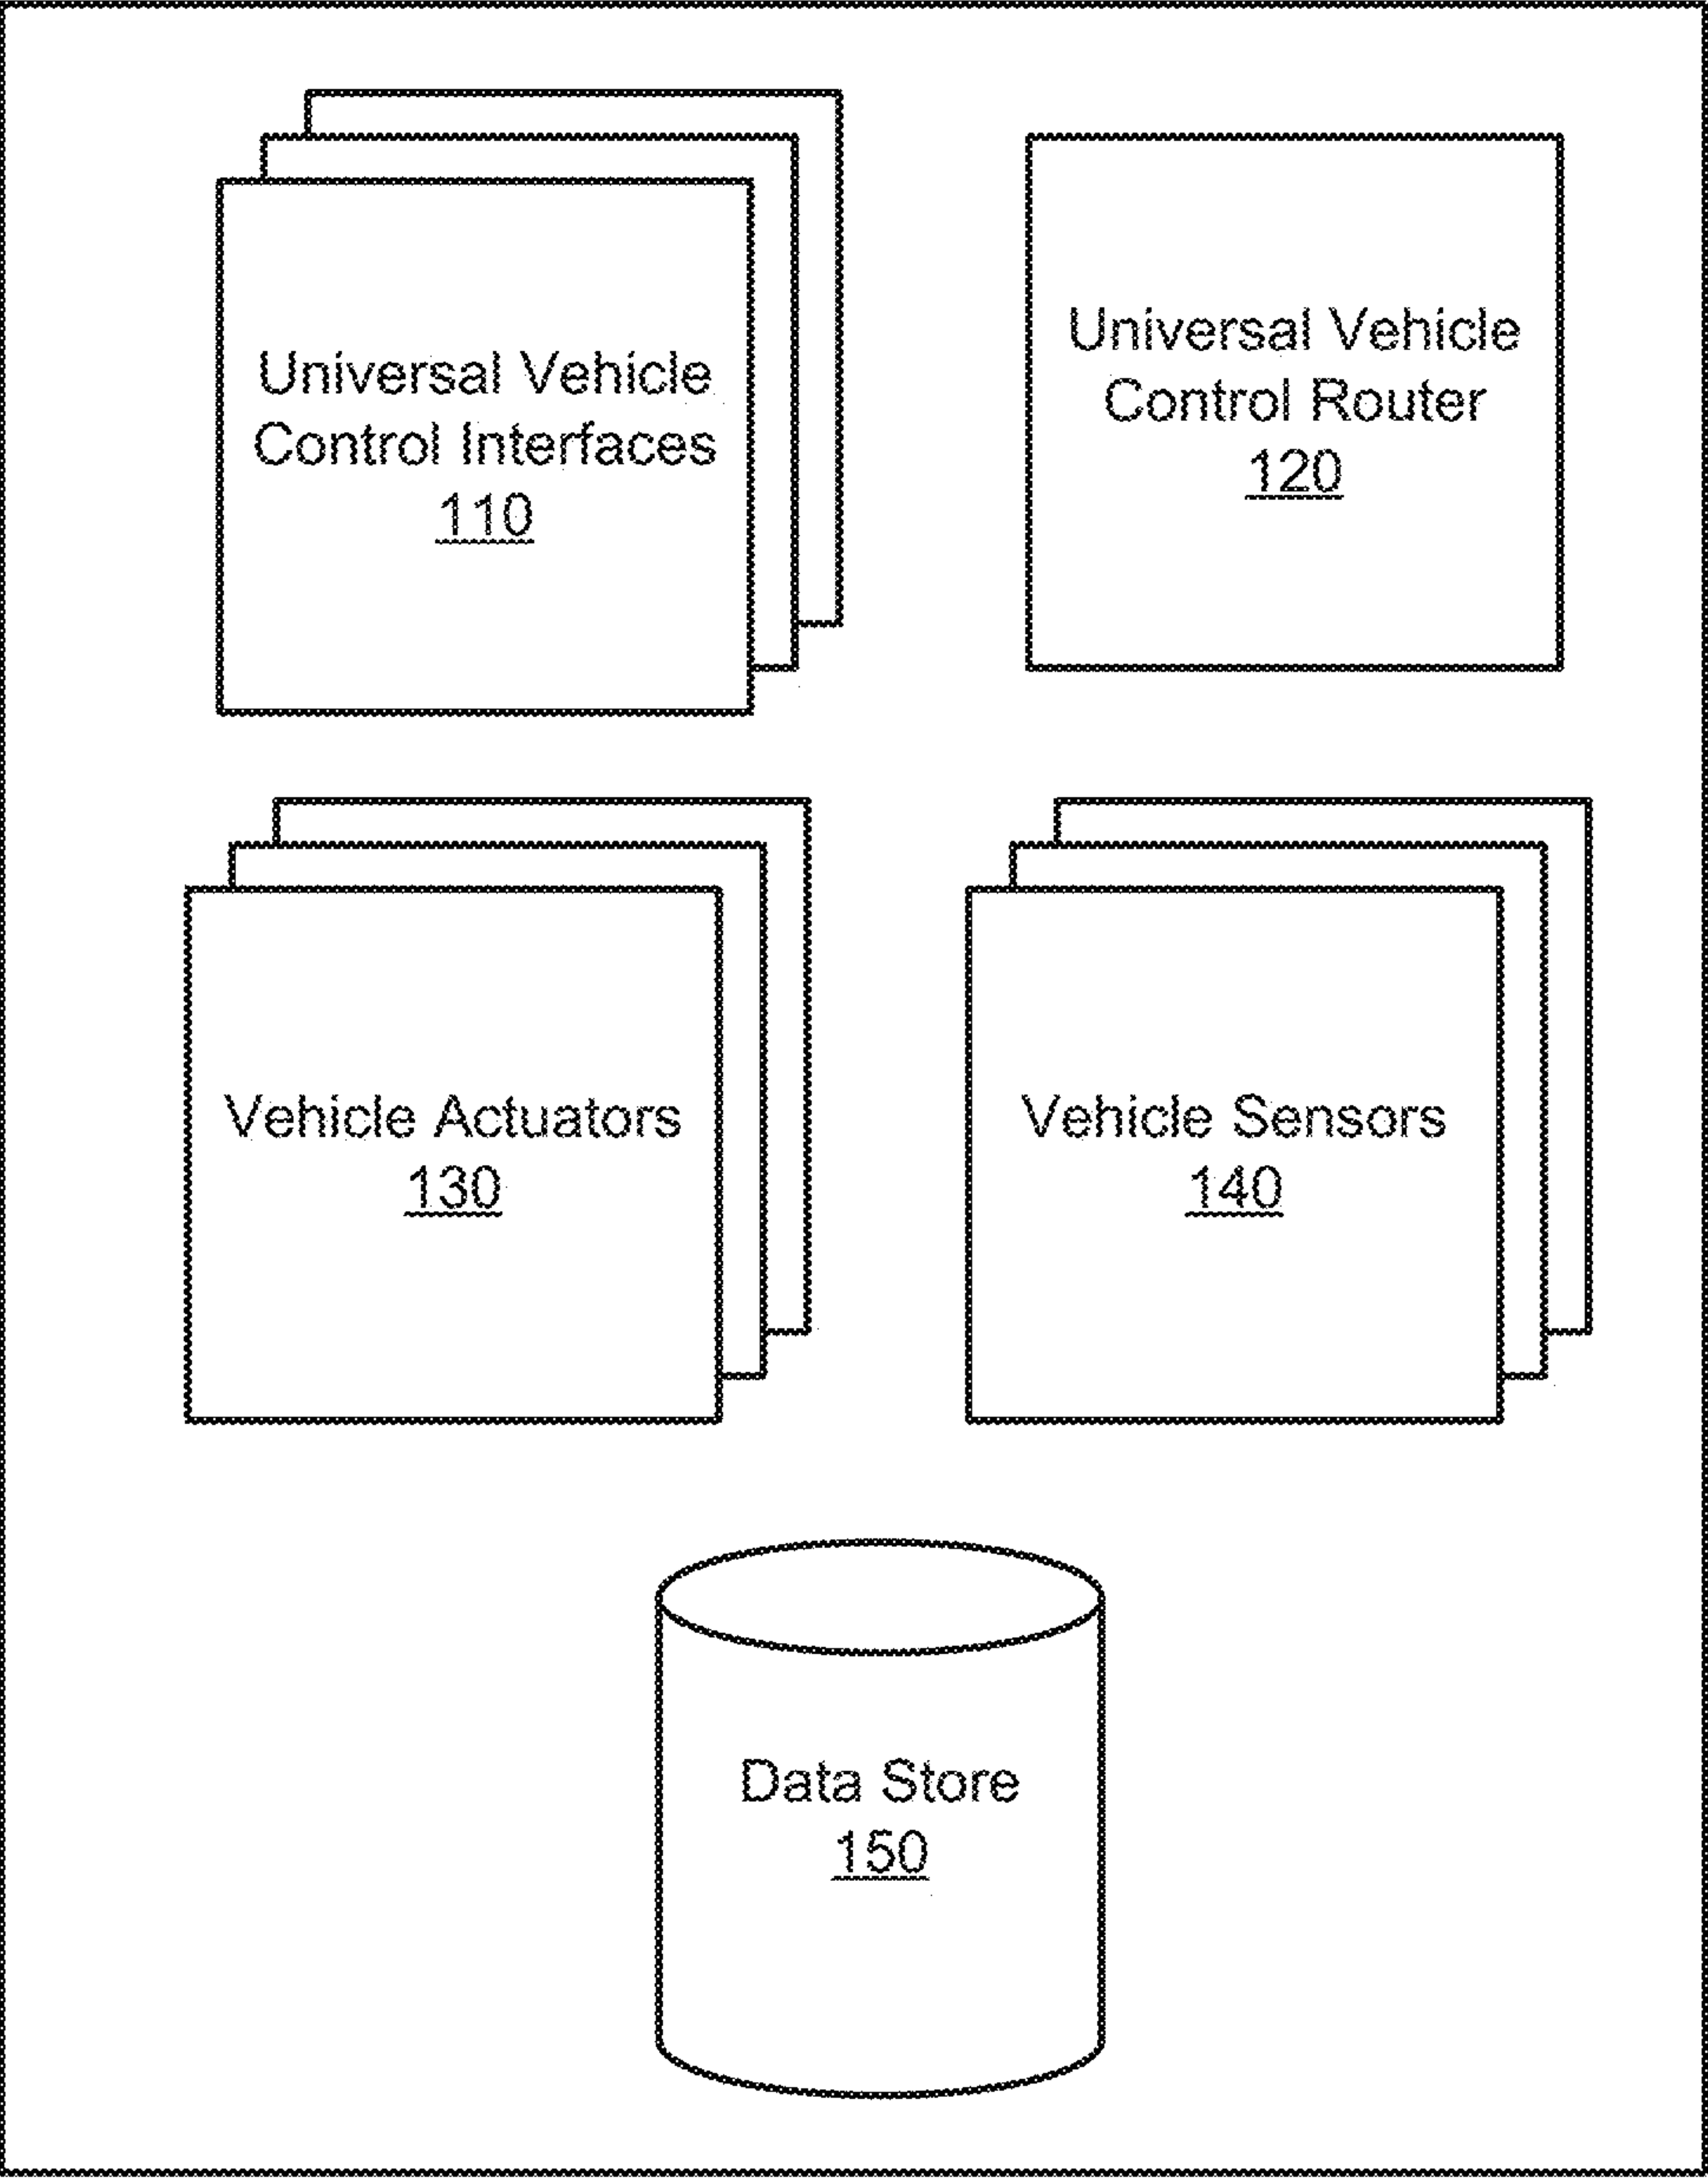 Universal Vehicle
Control Interfaces
110
Universal Vehicle
Control Router
120
Vehicle Actuators
130
Vehicle Sensors
140
Data Store
150